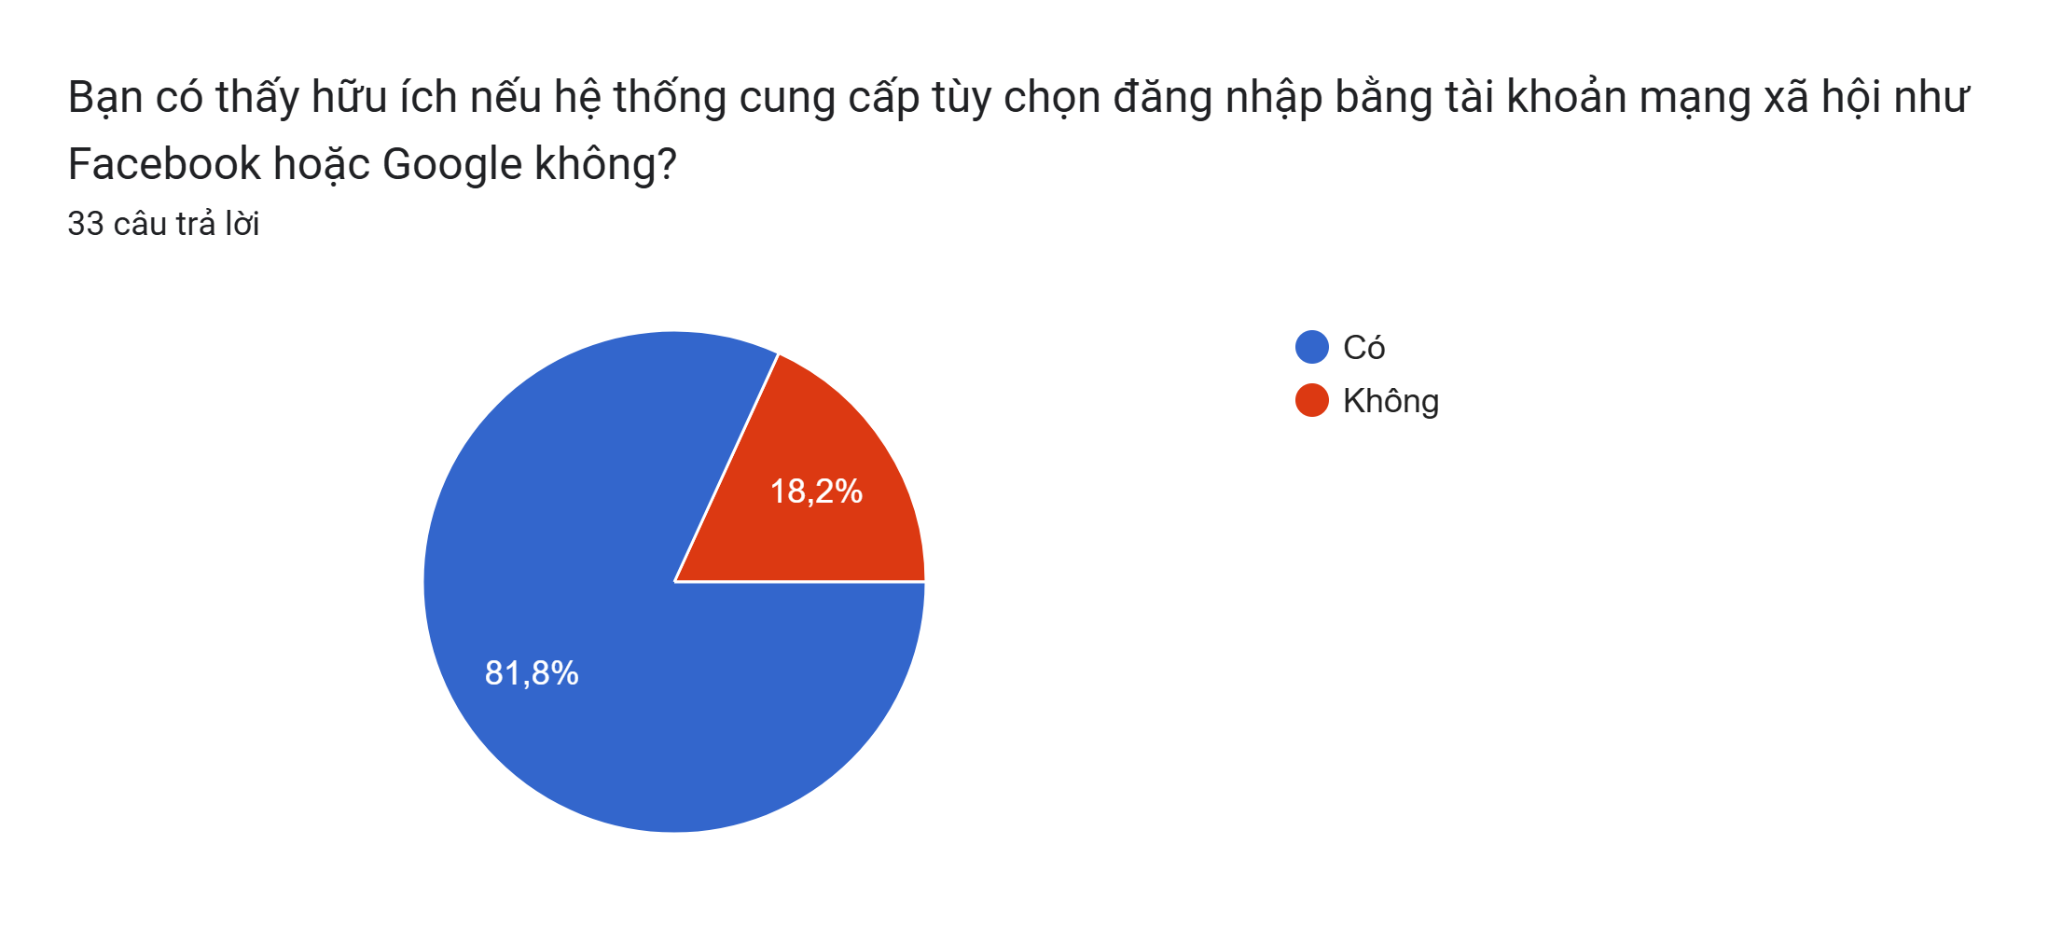 Bạn có thấy hữu ích nếu hệ thống cung cấp tùy chọn đăng nhập bằng tài khoản mạng xã hội như
Facebook hoặc Google không?
33 câu trả lời
Có
Không
18,2%
81,8%